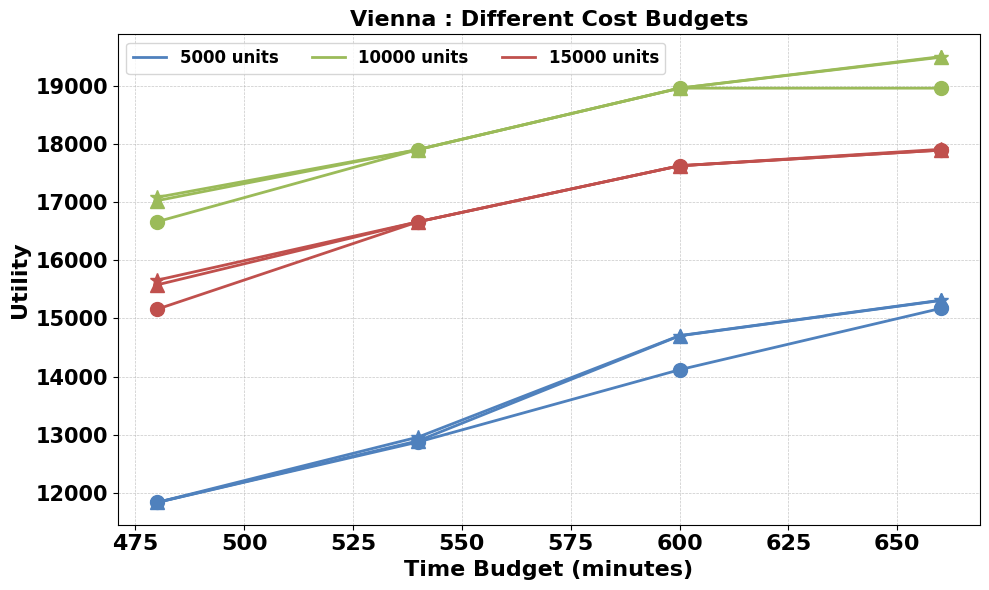 Vienna : Different Cost Budgets
5000 units
10000 units
15000 units
19000
18000
17000
16000
15000
14000
13000
12000
Utility
475
500
525
550
575
600
625
650
Time Budget (minutes)